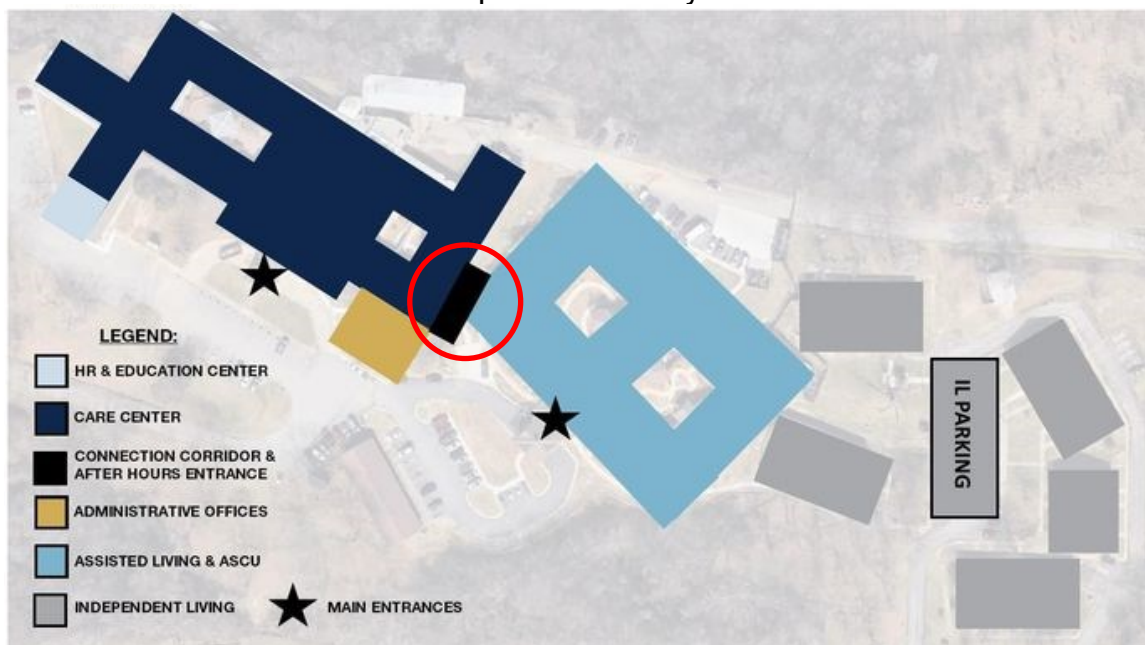 LEGEND:
HR & EDUCATION CENTER
CARE CENTER
CONNECTION CORRIDOR &
AFTER HOURS ENTRANCE
ADMINISTRATIVE OFFICES
ASSISTED LIVING & ASCU
INDEPENDENT LIVING
MAIN ENTRANCES
IL PARKING